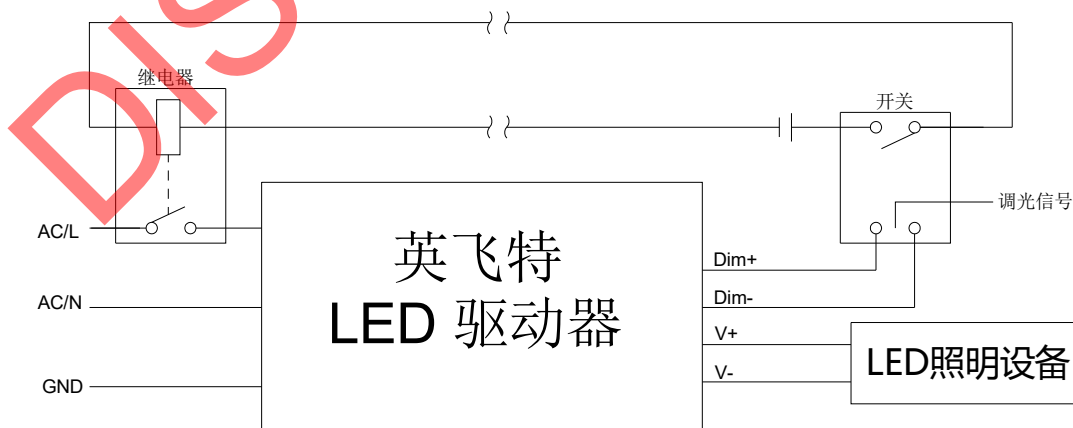 DIS
继电器
开关
调光信号
AC/L
英飞特
LED 驱动器
Dim+
AC/N
Dim-
V+
LED照明设备
V-
GND